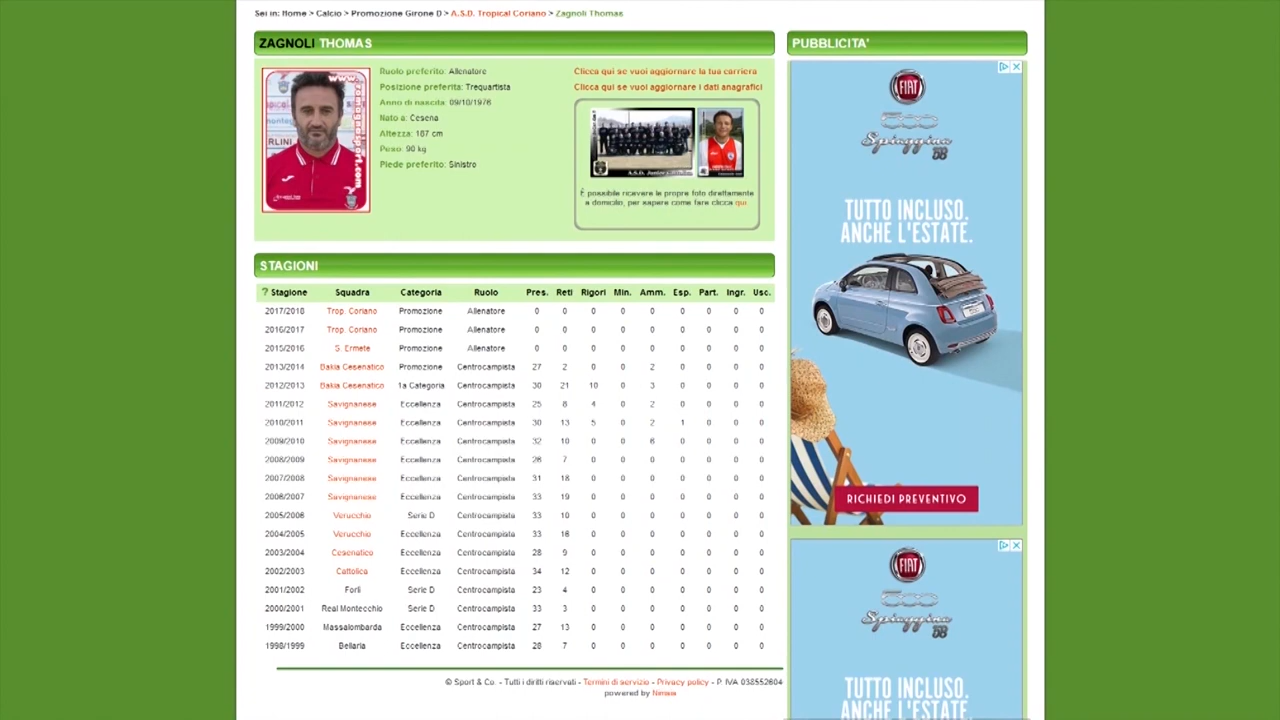 Sei in: Home > Calcio > Promozione Girone D > A.S.D. Tropical Coriano > Zagnoli Thomas
ZAGNOLI THOMAS
Ruolo preferito: Allenatore
Posizione preferita: Trequartista
Anno di nascita: 09/10/1976
Nato a: Cesena
Altezza: 187 cm
Peso: 90 kg
Piede preferito: Sinistro
Clicca qui se vuoi aggiornare la tua carriera
Clicca qui se vuoi aggiornare i dati anagrafici
È possibile ricevere le propre foto direttamente
a domicilio, per sapere come fare clicca qui
STAGIONI
? Stagione Squadra Categoria Ruolo Pres. Reti Rigori Min. Amm. Esp. Part. Ingr. Usc.
2017/2018 Trop. Coriano Promozione Allenatore 0 0 0 0 0 0 0 0 0
2016/2017 Trop. Coriano Promozione Allenatore 0 0 0 0 0 0 0 0 0
2015/2016 S. Ermete Promozione Allenatore 0 0 0 0 0 0 0 0 0
2013/2014 Bakia Cesenatico Promozione Centrocampista 27 2 0 0 2 0 0 0 0
2012/2013 Bakia Cesenatico 1a Categoria Centrocampista 30 21 10 0 3 0 0 0 0
2011/2012 Savignanese Eccellenza Centrocampista 25 8 4 0 2 0 0 0 0
2010/2011 Savignanese Eccellenza Centrocampista 30 13 5 0 2 1 0 0 0
2009/2010 Savignanese Eccellenza Centrocampista 32 10 0 0 6 0 0 0 0
2008/2009 Savignanese Eccellenza Centrocampista 26 7 0 0 0 0 0 0 0
2007/2008 Savignanese Eccellenza Centrocampista 31 18 0 0 0 0 0 0 0
2006/2007 Savignanese Eccellenza Centrocampista 33 19 0 0 0 0 0 0 0
2005/2006 Verucchio Serie D Centrocampista 33 10 0 0 0 0 0 0 0
2004/2005 Verucchio Eccellenza Centrocampista 33 16 0 0 0 0 0 0 0
2003/2004 Cesenatico Eccellenza Centrocampista 28 9 0 0 0 0 0 0 0
2002/2003 Cattolica Eccellenza Centrocampista 34 12 0 0 0 0 0 0 0
2001/2002 Forlì Serie D Centrocampista 23 4 0 0 0 0 0 0 0
2000/2001 Real Montecchio Serie D Centrocampista 33 3 0 0 0 0 0 0 0
1999/2000 Massalombarda Eccellenza Centrocampista 27 13 0 0 0 0 0 0 0
1998/1999 Bellaria Eccellenza Centrocampista 28 7 0 0 0 0 0 0 0
© Sport & Co. - Tutti i diritti riservati - Termini di servizio - Privacy policy - P. IVA 038552604
powered by
PUBBLICITA'
FIAT
500
Spiaggina
58
TUTTO INCLUSO.
ANCHE L'ESTATE.
RICHIEDI PREVENTIVO
FIAT
500
Spiaggina
58
TUTTO INCLUSO.
ANCHE L'ESTATE.